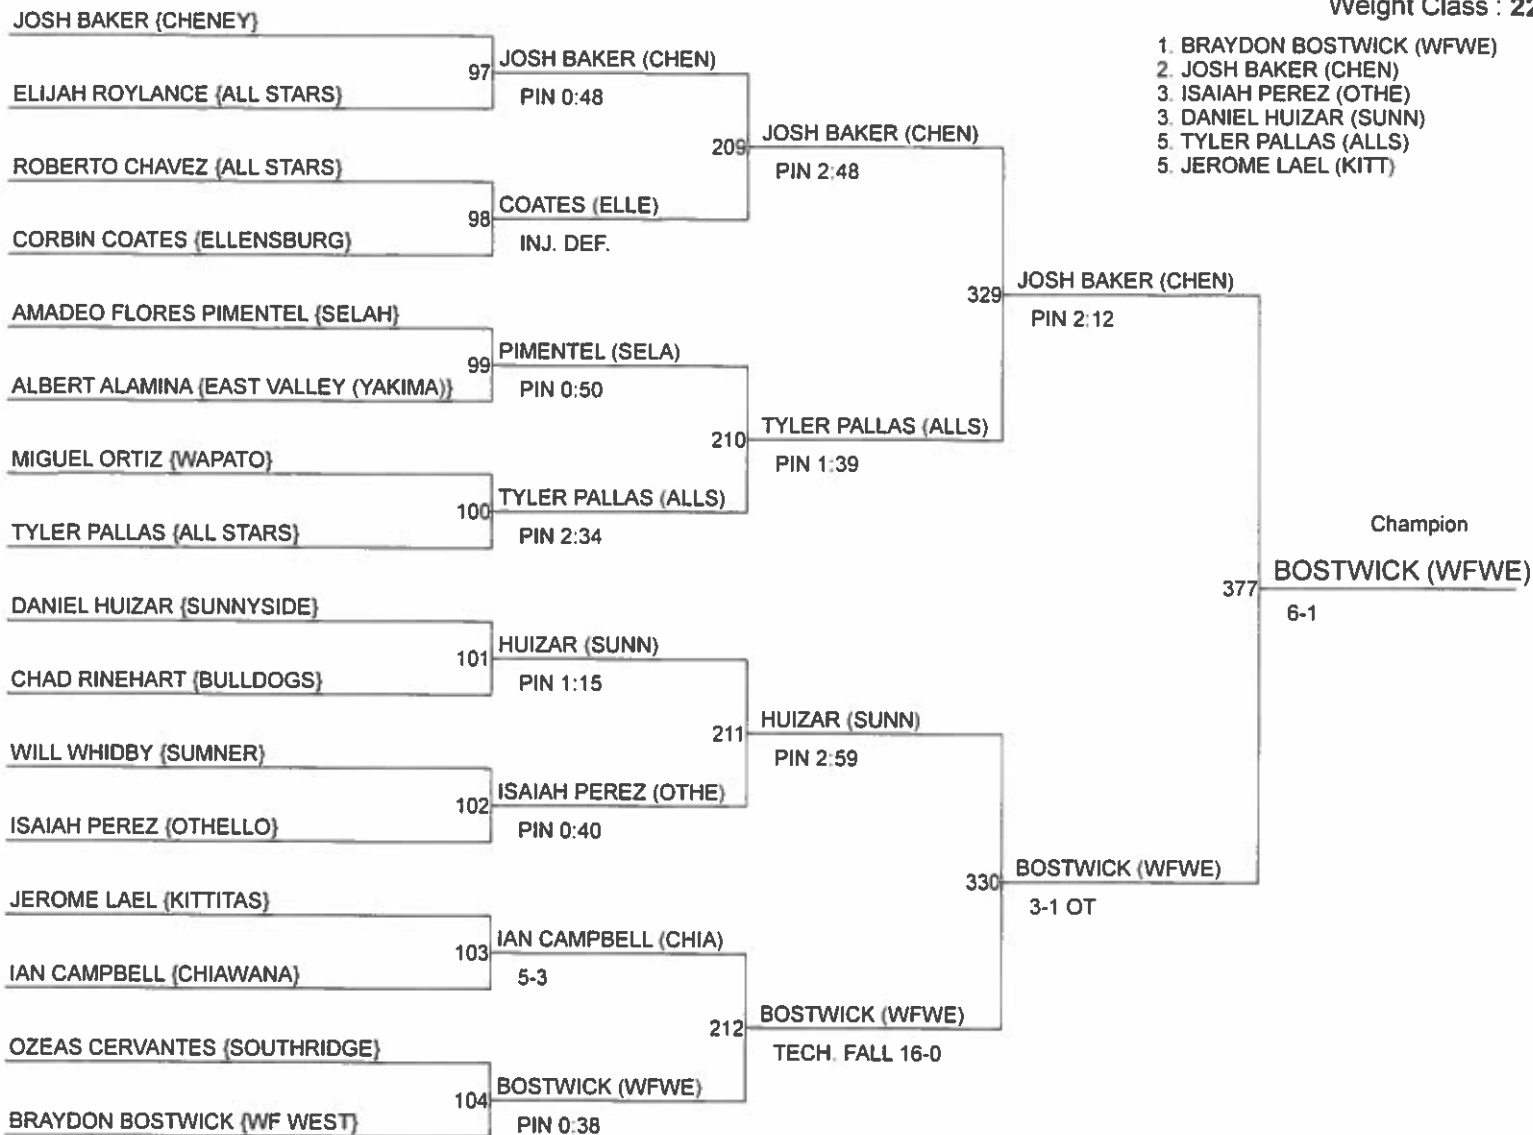 Weight Class : 22
1. BRAYDON BOSTWICK (WFWE)
2. JOSH BAKER (CHEN)
3. ISAIAH PEREZ (OTHE)
3. DANIEL HUIZAR (SUNN)
5. TYLER PALLAS (ALLS)
5. JEROME LAEL (KITT)
JOSH BAKER {CHENEY}
97 JOSH BAKER (CHEN)
ELIJAH ROYLANCE {ALL STARS}
PIN 0:48
209 JOSH BAKER (CHEN)
PIN 2:48
ROBERTO CHAVEZ {ALL STARS}
98 COATES (ELLE)
CORBIN COATES {ELLENSBURG}
INJ. DEF.
329 JOSH BAKER (CHEN)
PIN 2:12
AMADEO FLORES PIMENTEL {SELAH}
99 PIMENTEL (SELA)
ALBERT ALAMINA {EAST VALLEY (YAKIMA)}
PIN 0:50
210 TYLER PALLAS (ALLS)
PIN 1:39
MIGUEL ORTIZ {WAPATO}
100 TYLER PALLAS (ALLS)
TYLER PALLAS {ALL STARS}
PIN 2:34
Champion
377 BOSTWICK (WFWE)
6-1
DANIEL HUIZAR {SUNNYSIDE}
101 HUIZAR (SUNN)
CHAD RINEHART {BULLDOGS}
PIN 1:15
211 HUIZAR (SUNN)
PIN 2:59
WILL WHIDBY {SUMNER}
102 ISAIAH PEREZ (OTHE)
ISAIAH PEREZ {OTHELLO}
PIN 0:40
330 BOSTWICK (WFWE)
3-1 OT
JEROME LAEL {KITTITAS}
103 IAN CAMPBELL (CHIA)
IAN CAMPBELL {CHIAWANA}
5-3
212 BOSTWICK (WFWE)
TECH. FALL 16-0
OZEAS CERVANTES {SOUTHRIDGE}
104 BOSTWICK (WFWE)
BRAYDON BOSTWICK {WF WEST}
PIN 0:38